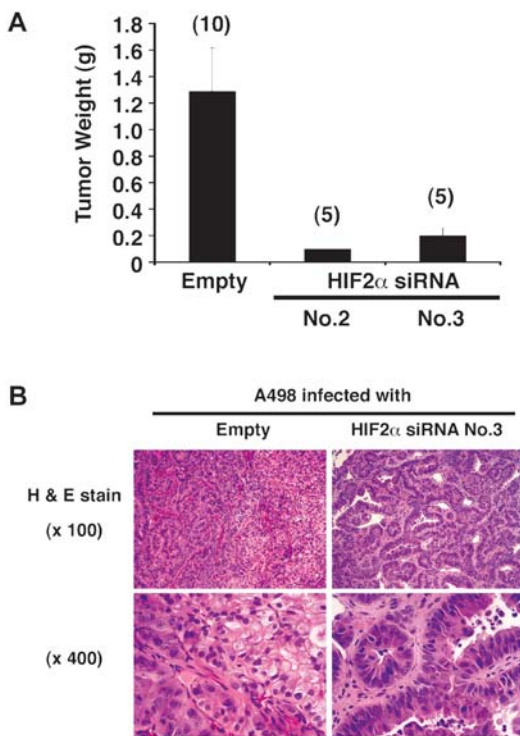 A
Tumor Weight (g)
1.8
1.6
1.4
1.2
1.0
0.8
0.6
0.4
0.2
0
(10)
(5)
(5)
Empty
HIF2α siRNA
No.2
No.3
B
A498 infected with
Empty
HIF2α siRNA No.3
H & E stain
(x 100)
(x 400)